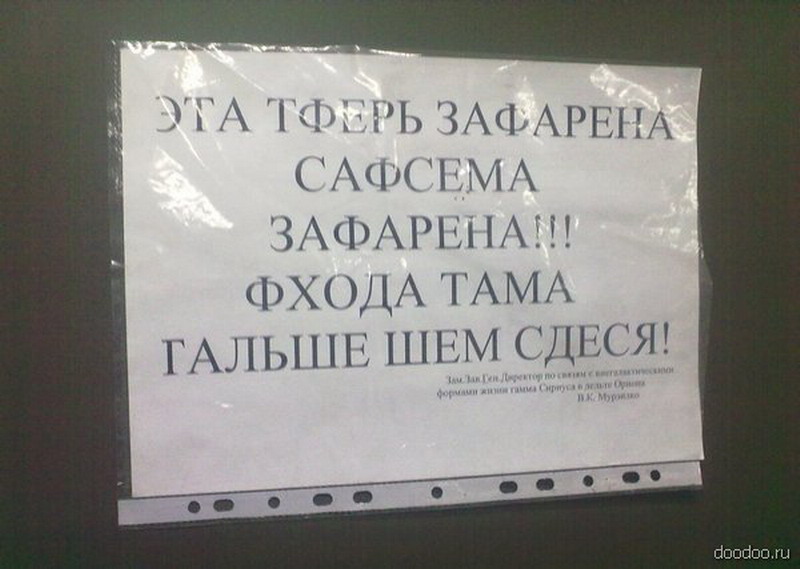 ЭТА ТФЕРЬ ЗАФАРЕНА
САФСЕМА
ЗАФАРЕНА!!!
ФХОДА ТАМА
ГАЛЬШЕ ШЕМ СДЕСЯ!
Зам.Зав.Ген.Директор по связям с внегалактическими
формами жизни гамма Сириуса в дельте Ориона
В.К. Мурзилко
doodoo.ru